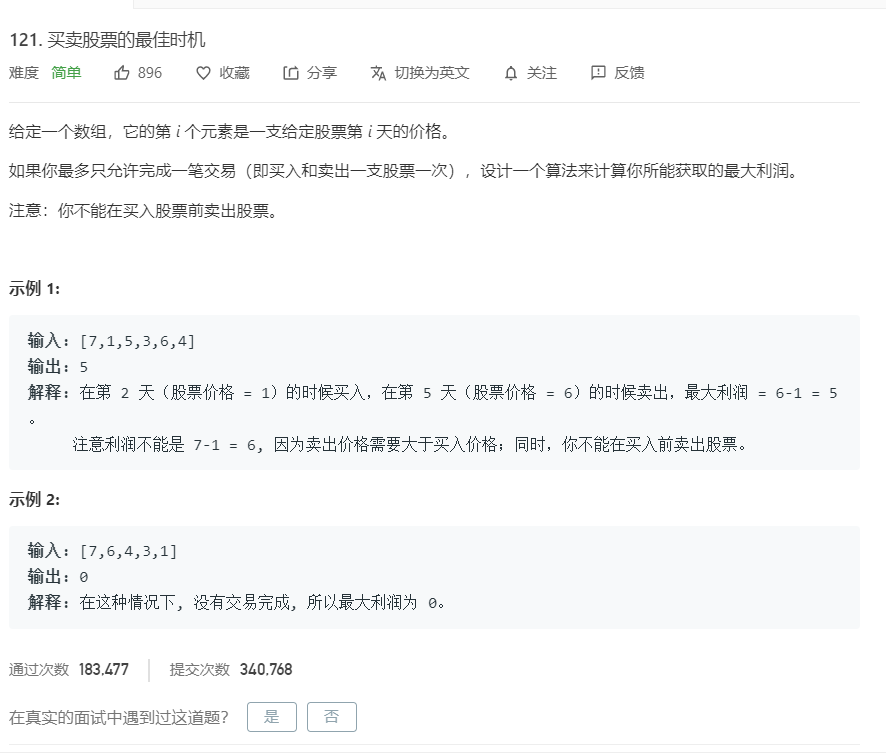 121. 买卖股票的最佳时机
难度 简单 896 收藏 分享 切换为英文 关注 反馈
给定一个数组，它的第 i 个元素是一支给定股票第 i 天的价格。
如果你最多只允许完成一笔交易（即买入和卖出一支股票一次），设计一个算法来计算你所能获取的最大利润。
注意：你不能在买入股票前卖出股票。
示例 1:
输入: [7,1,5,3,6,4]
输出: 5
解释: 在第 2 天（股票价格 = 1）的时候买入，在第 5 天（股票价格 = 6）的时候卖出，最大利润 = 6-1 = 5
。
注意利润不能是 7-1 = 6, 因为卖出价格需要大于买入价格；同时，你不能在买入前卖出股票。
示例 2:
输入: [7,6,4,3,1]
输出: 0
解释: 在这种情况下, 没有交易完成, 所以最大利润为 0。
通过次数 183,477 提交次数 340,768
在真实的面试中遇到过这道题? 是 否